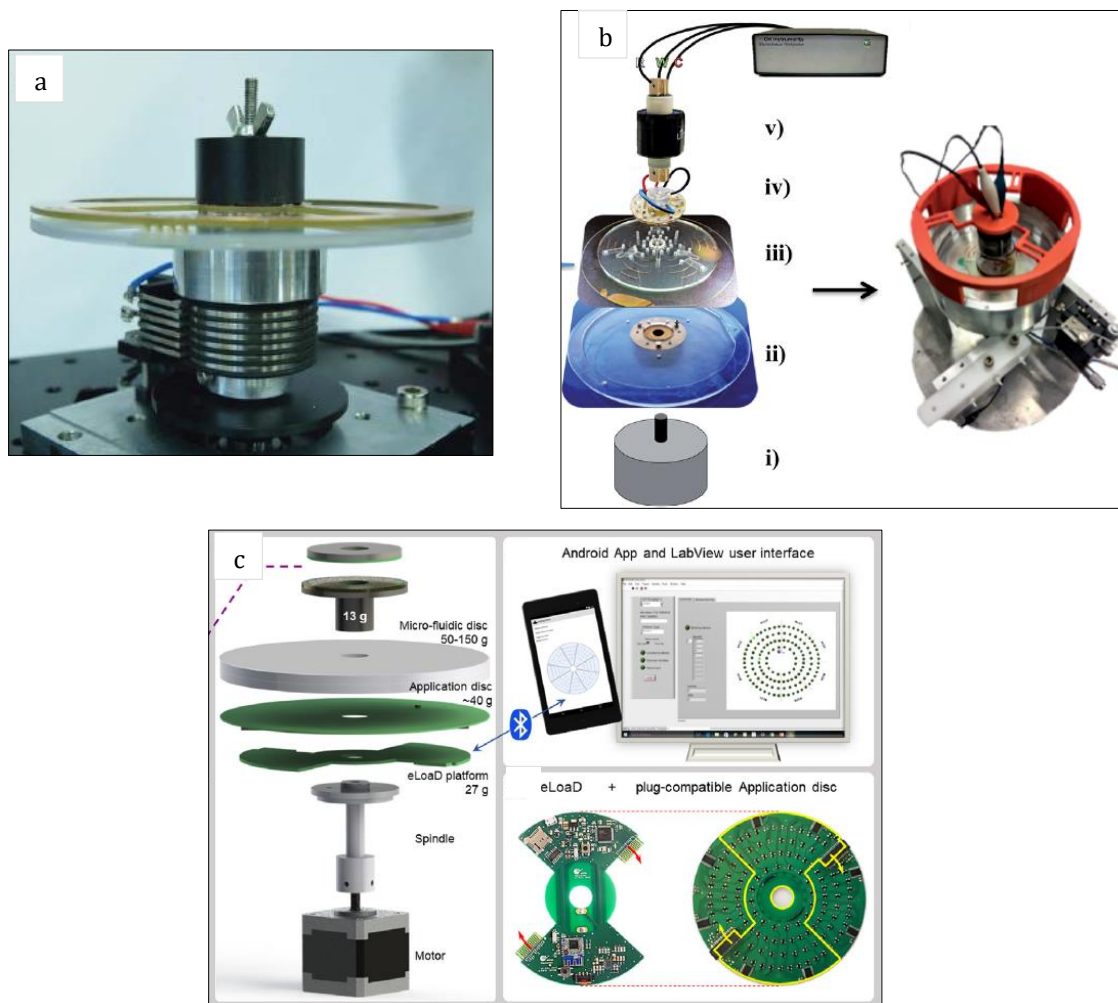 a
b
R W C
v)
iv)
iii)
ii)
i)
c
13 g
Micro-fluidic disc
50-150 g
Application disc
~40 g
eLoaD platform
27 g
Spindle
Motor
Android App and LabView user interface
eLoaD + plug-compatible Application disc